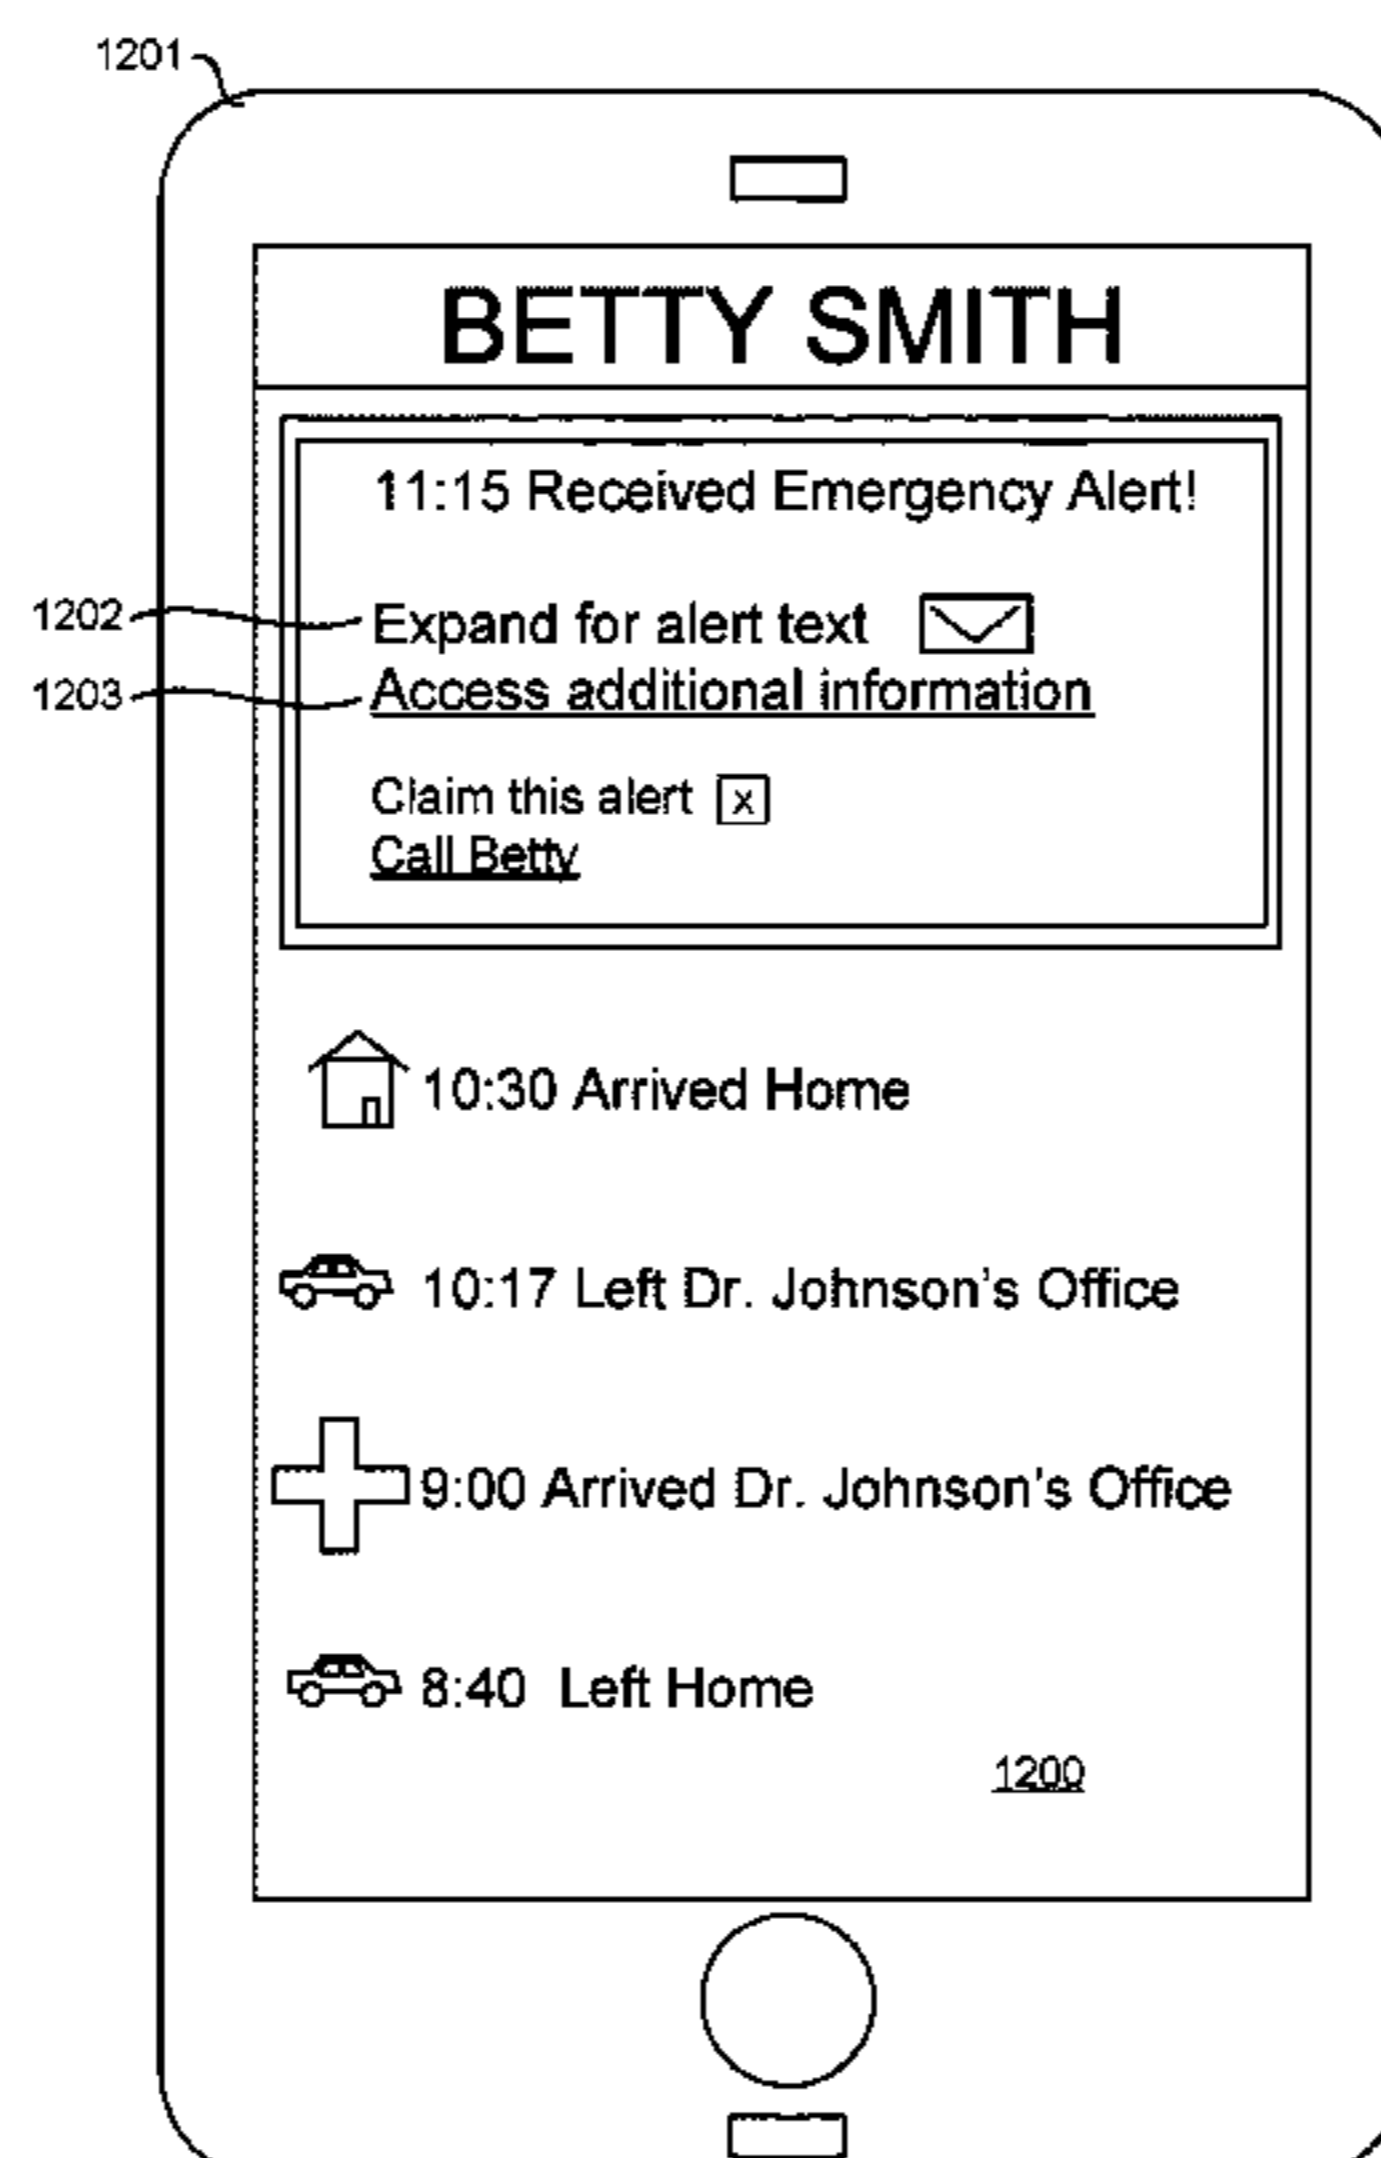 1201
BETTY SMITH
11:15 Received Emergency Alert!
1202 Expand for alert text
1203 Access additional information
Claim this alert x
Call Betty
10:30 Arrived Home
10:17 Left Dr. Johnson's Office
9:00 Arrived Dr. Johnson's Office
8:40 Left Home
1200